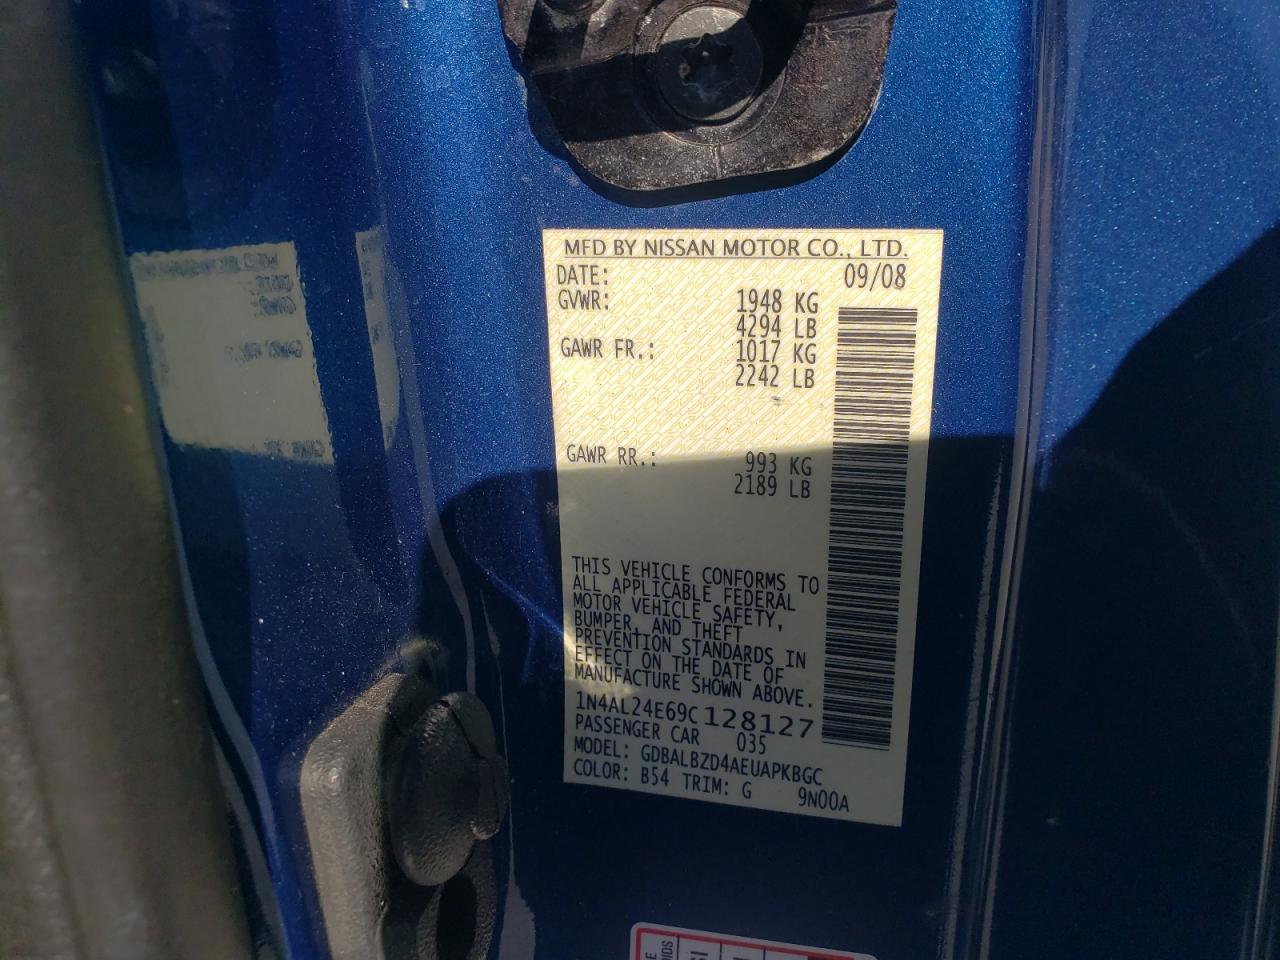 MFD BY NISSAN MOTOR CO., LTD.
DATE: 09/08
GVWR: 1948 KG
4294 LB
GAWR FR.: 1017 KG
2242 LB
GAWR RR.: 993 KG
2189 LB
THIS VEHICLE CONFORMS TO
ALL APPLICABLE FEDERAL
MOTOR VEHICLE SAFETY,
BUMPER, AND THEFT
PREVENTION STANDARDS IN
EFFECT ON THE DATE OF
MANUFACTURE SHOWN ABOVE.
1N4AL24E69C128127
PASSENGER CAR 035
MODEL: GDBALBZD4AEUAPKBGC
COLOR: B54 TRIM: G 9N00A